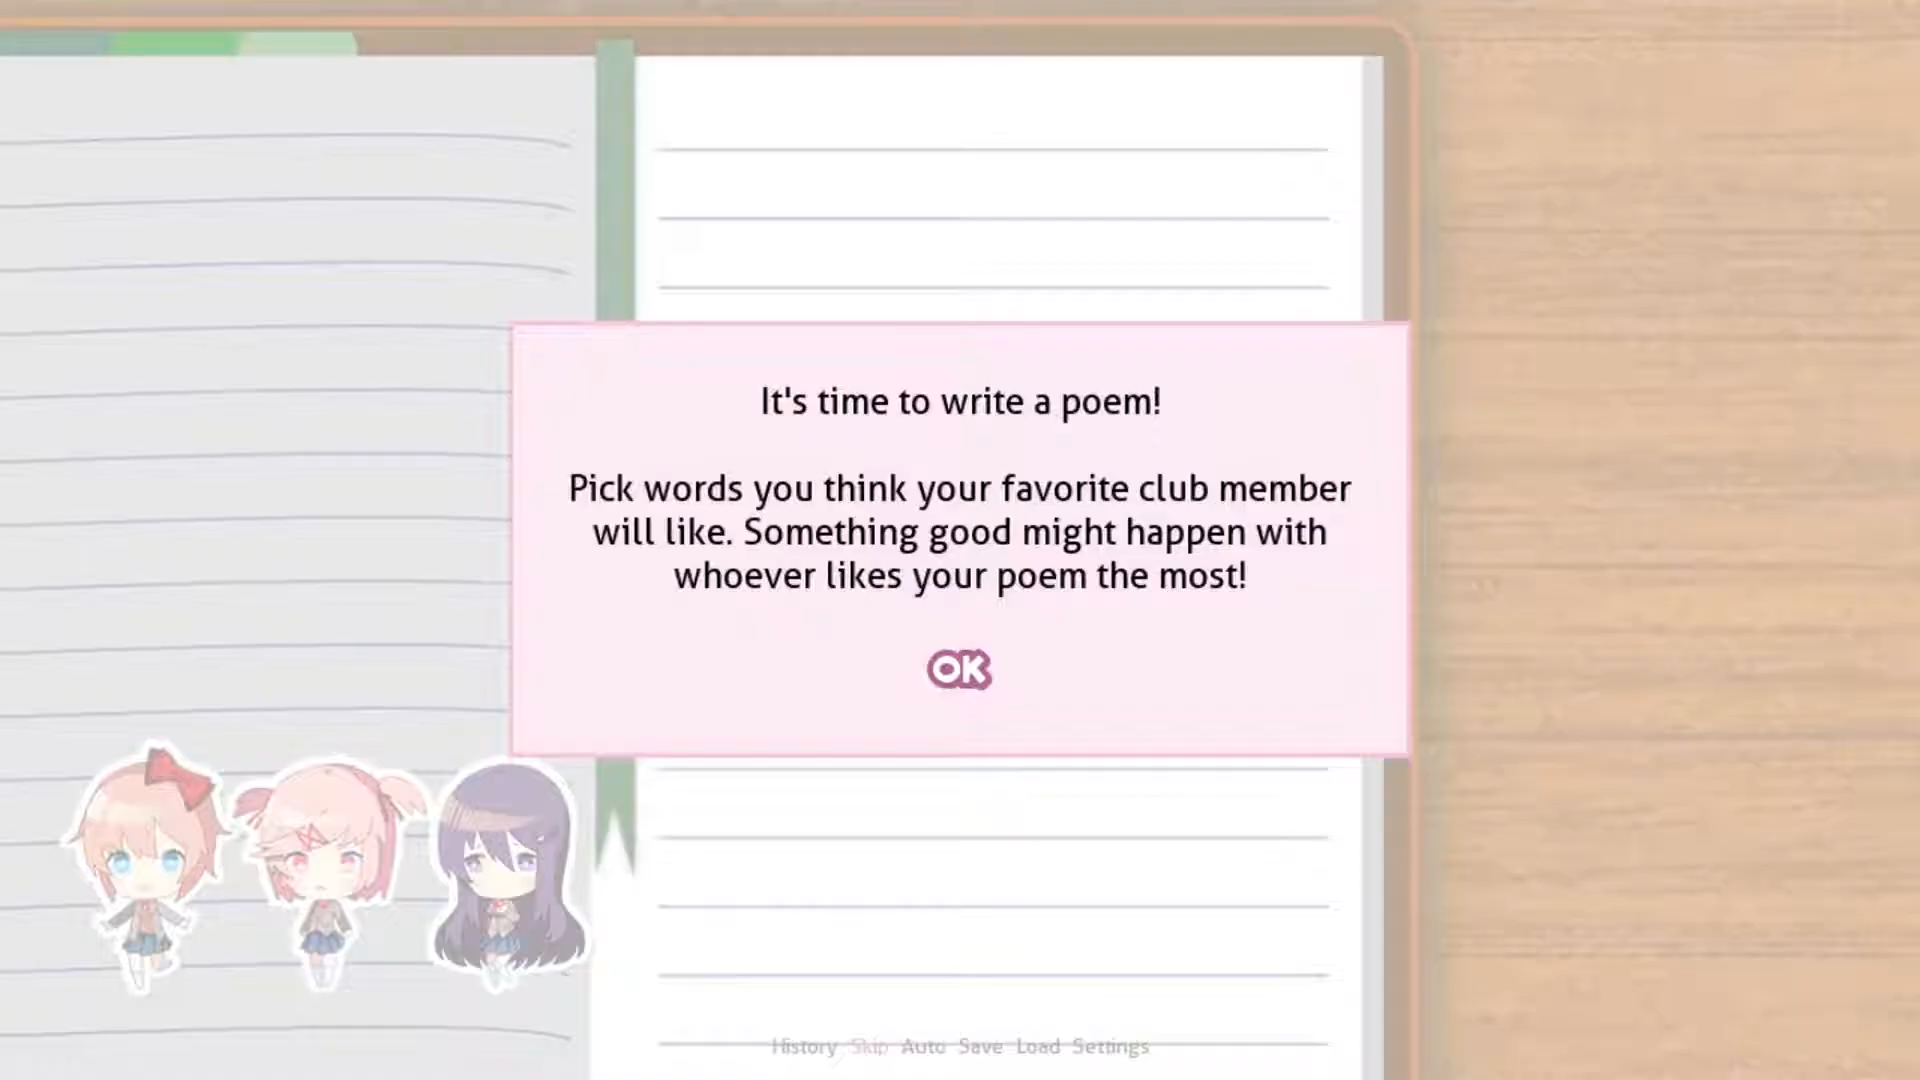 It's time to write a poem!
Pick words you think your favorite club member
will like. Something good might happen with
whoever likes your poem the most!
OK
History Skip Auto Save Load Settings